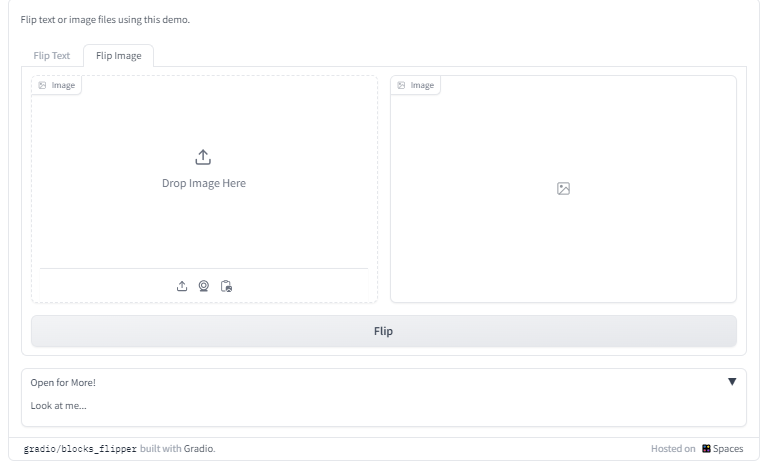 Flip text or image files using this demo.
Flip Text Flip Image
Image Image
Drop Image Here
Flip
Open for More! ▼
Look at me...
gradio/blocks_flipper built with Gradio. Hosted on Spaces